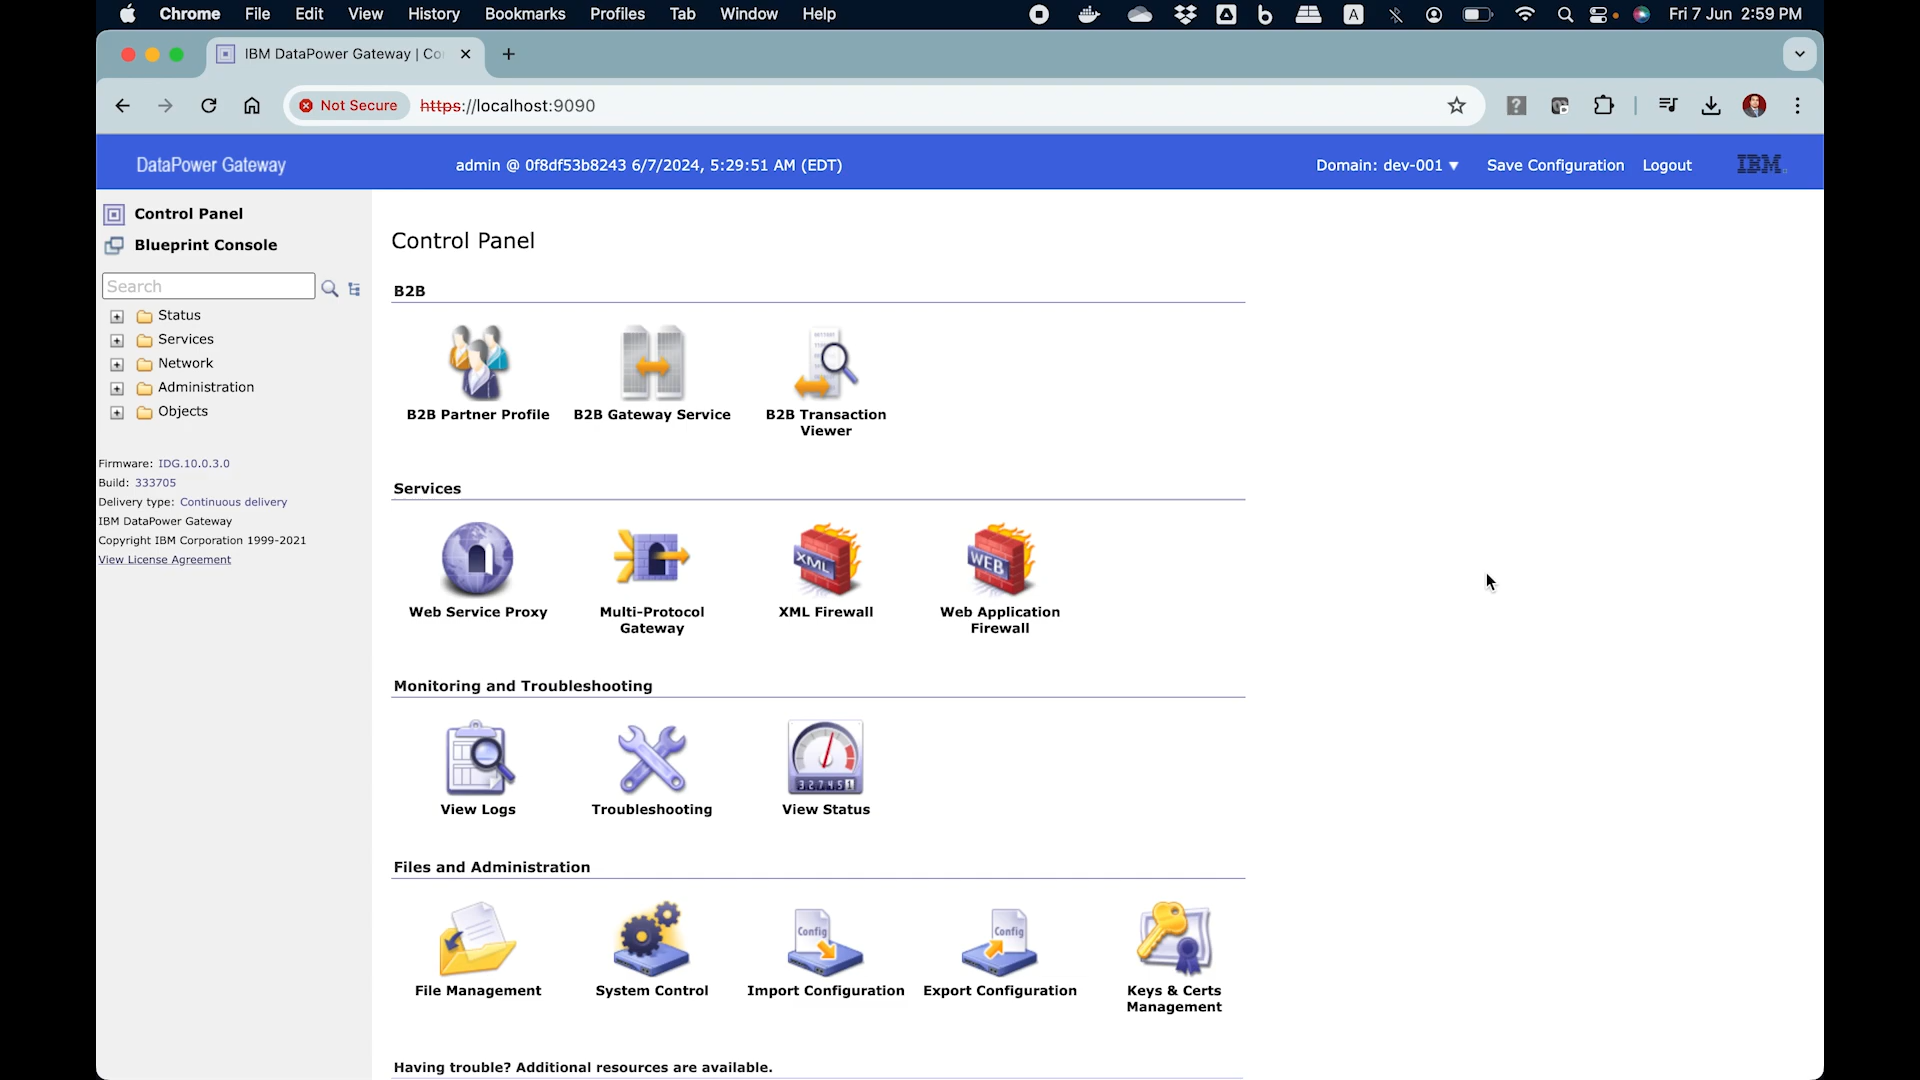 Chrome File Edit View History Bookmarks Profiles Tab Window Help A Fri 7 Jun 2:59 PM
IBM DataPower Gateway | Co
Not Secure https://localhost:9090
DataPower Gateway admin @ 0f8df53b8243 6/7/2024, 5:29:51 AM (EDT) Domain: dev-001 Save Configuration Logout IBM
Control Panel
Blueprint Console
Search
Status
Services
Network
Administration
Objects
Firmware: IDG.10.0.3.0
Build: 333705
Delivery type: Continuous delivery
IBM DataPower Gateway
Copyright IBM Corporation 1999-2021
View License Agreement
Control Panel
B2B
B2B Partner Profile B2B Gateway Service B2B Transaction
Viewer
Services
XML WEB
Web Service Proxy Multi-Protocol XML Firewall Web Application
Gateway Firewall
Monitoring and Troubleshooting
View Logs Troubleshooting View Status
Files and Administration
Config Config
File Management System Control Import Configuration Export Configuration Keys & Certs
Management
Having trouble? Additional resources are available.